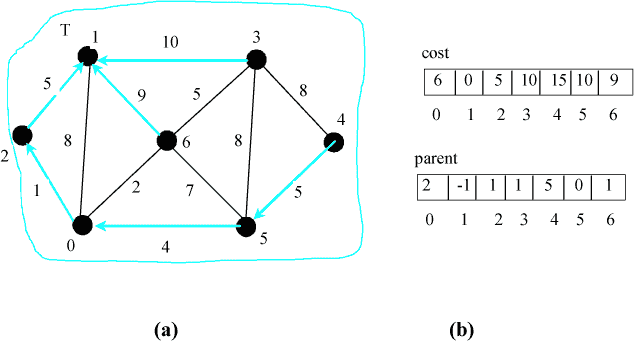 T 1 10 3
5 9 5 8
4
2 8 6 8
1 2 7 5
0 4 5
cost
6 0 5 10 15 10 9
0 1 2 3 4 5 6
parent
2 -1 1 1 5 0 1
0 1 2 3 4 5 6
(a) (b)